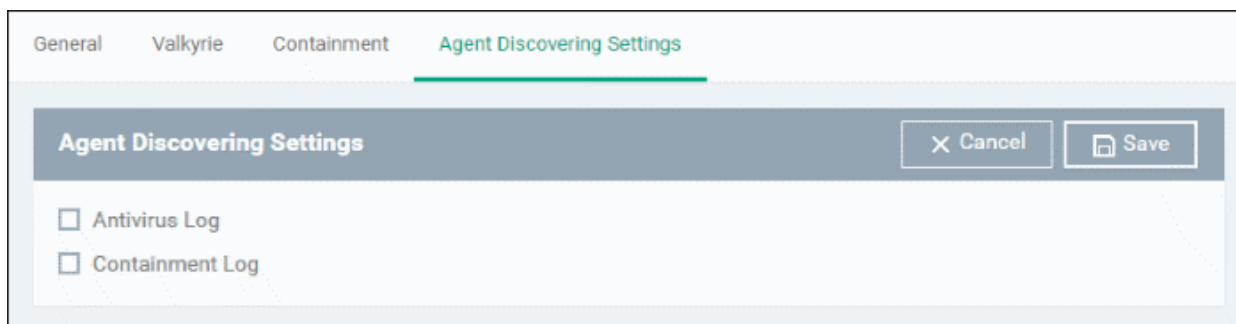 General Valkyrie Containment Agent Discovering Settings
Agent Discovering Settings Cancel Save
Antivirus Log
Containment Log